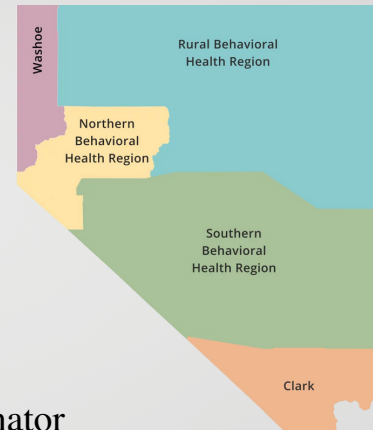 Washoe
Rural Behavioral
Health Region
Northern
Behavioral
Health Region
Southern
Behavioral
Health Region
Clark